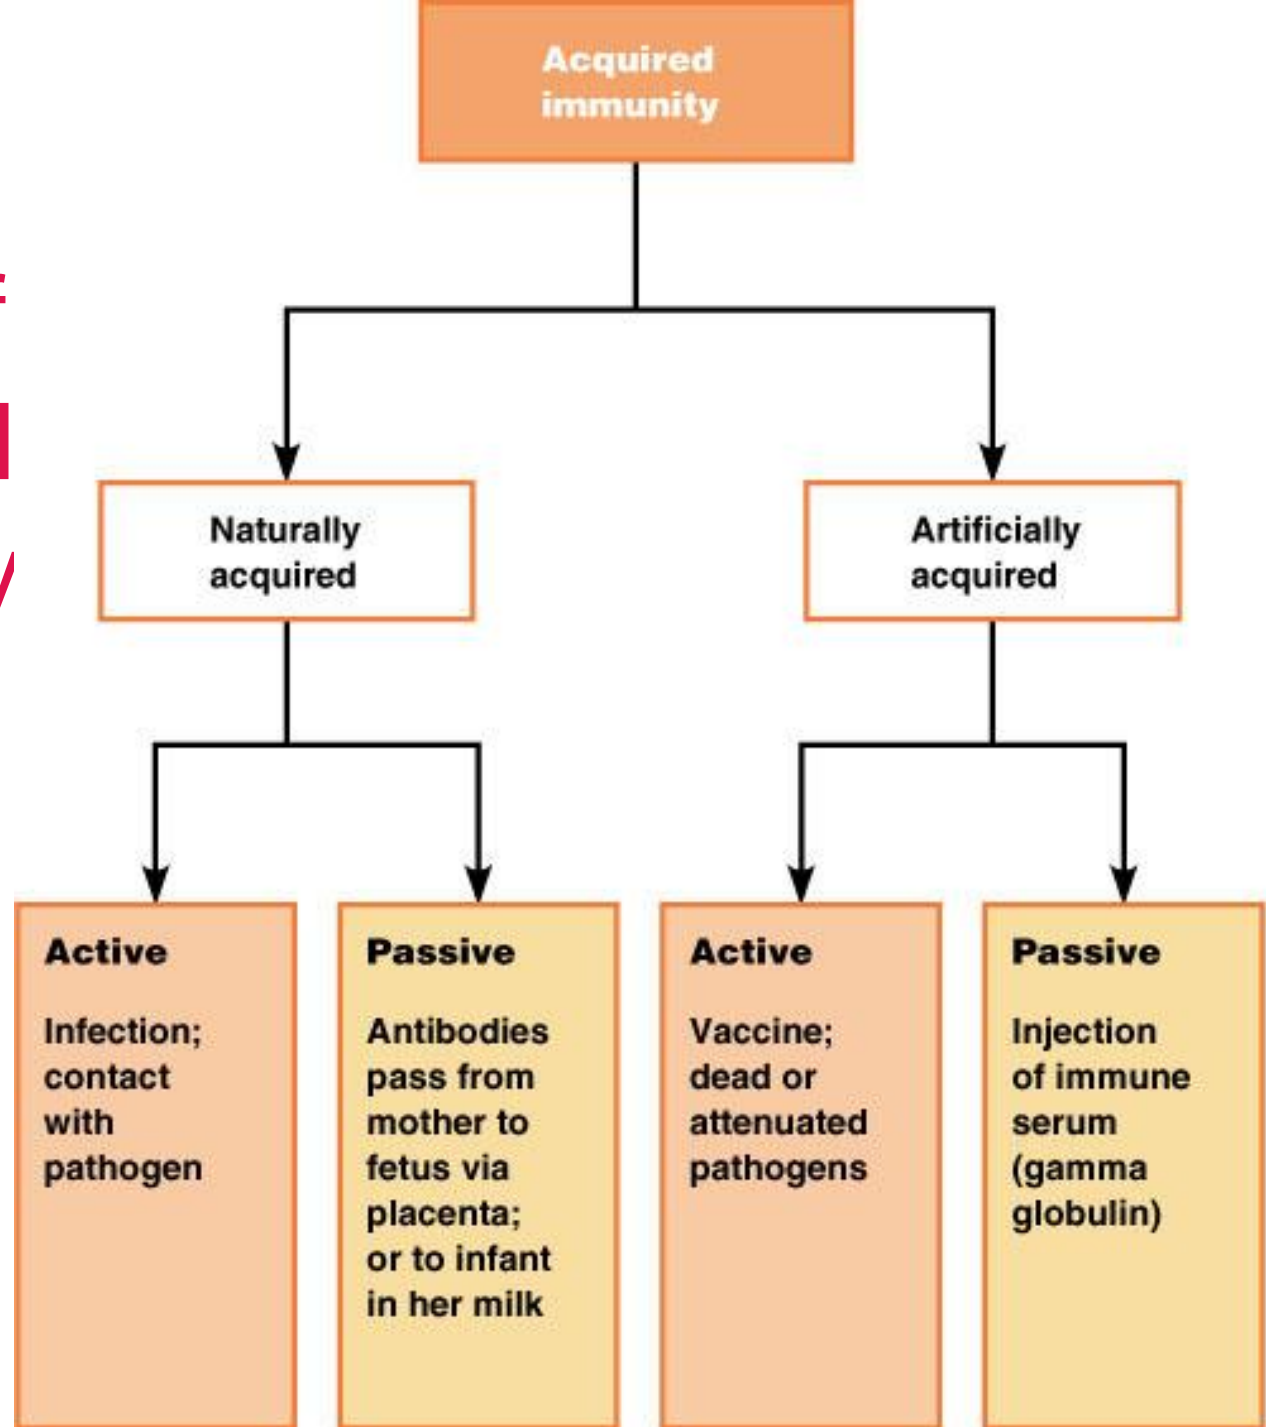 Acquired
immunity
Naturally
acquired
Artificially
acquired
Active
Infection;
contact
with
pathogen
Passive
Antibodies
pass from
mother to
fetus via
placenta;
or to infant
in her milk
Active
Vaccine;
dead or
attenuated
pathogens
Passive
Injection
of immune
serum
(gamma
globulin)